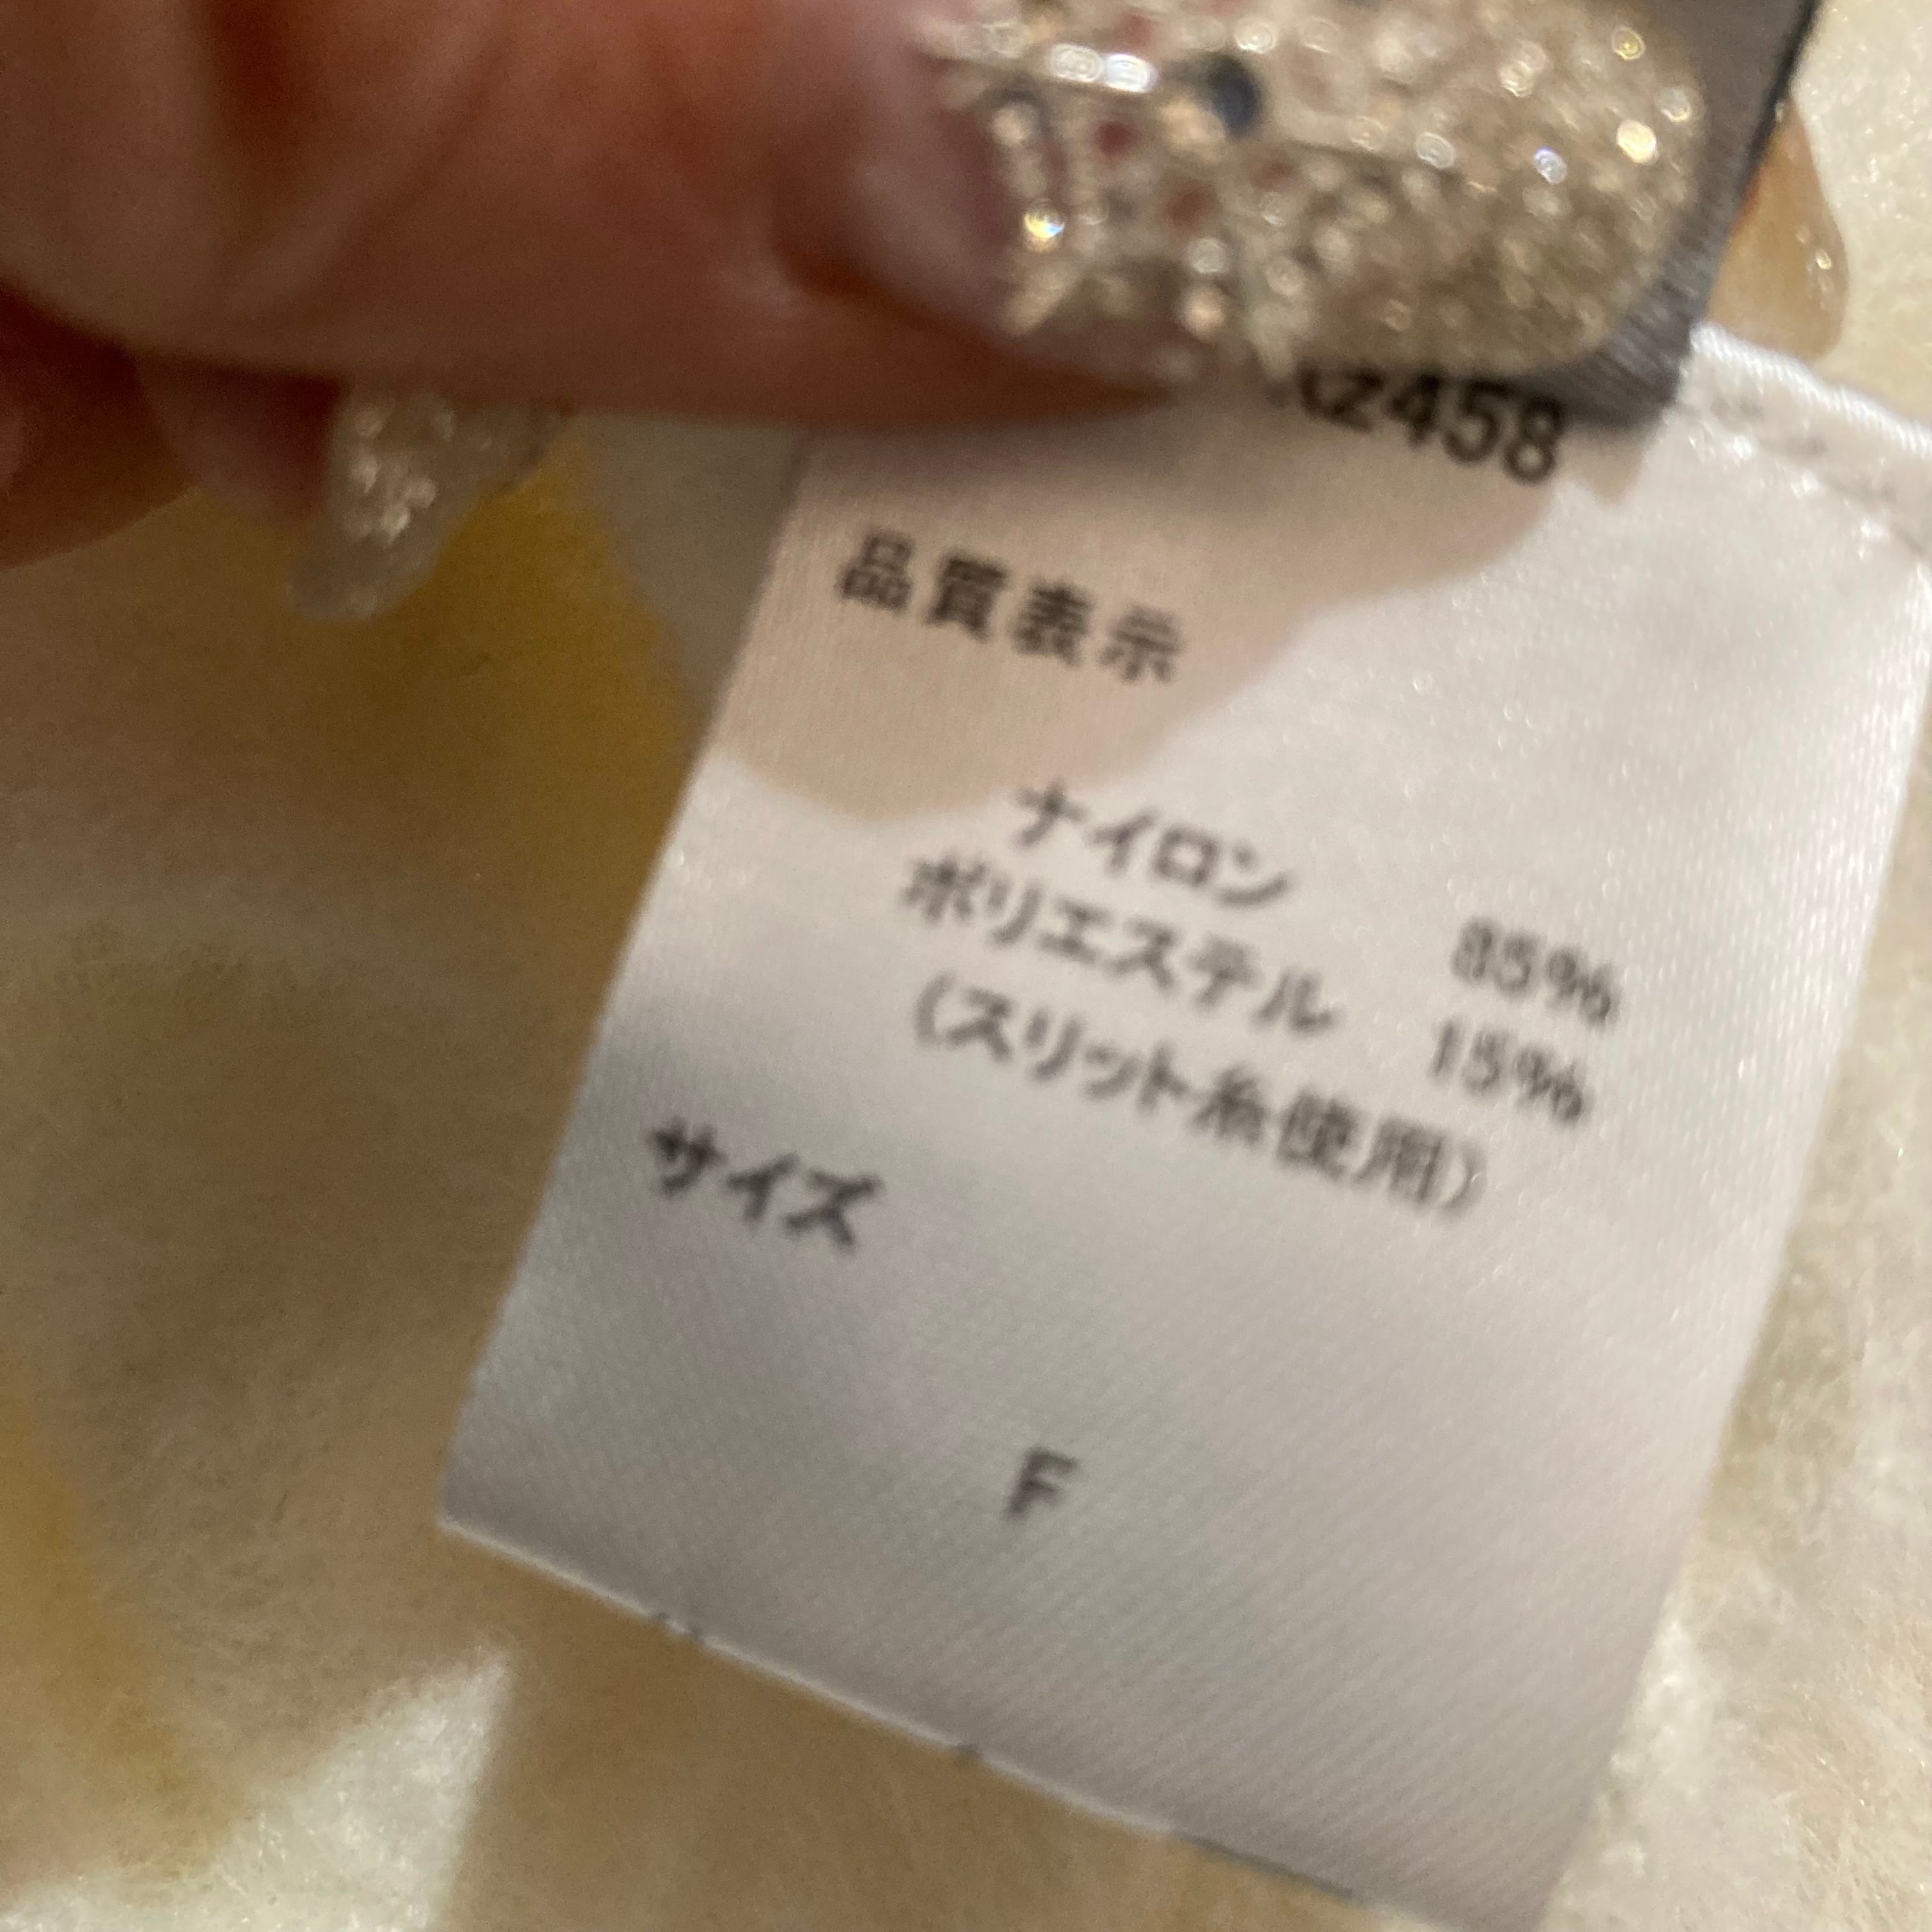 z458
品質表示
ナイロン 85%
ポリエステル 15%
(スリット糸使用)
サイズ
F